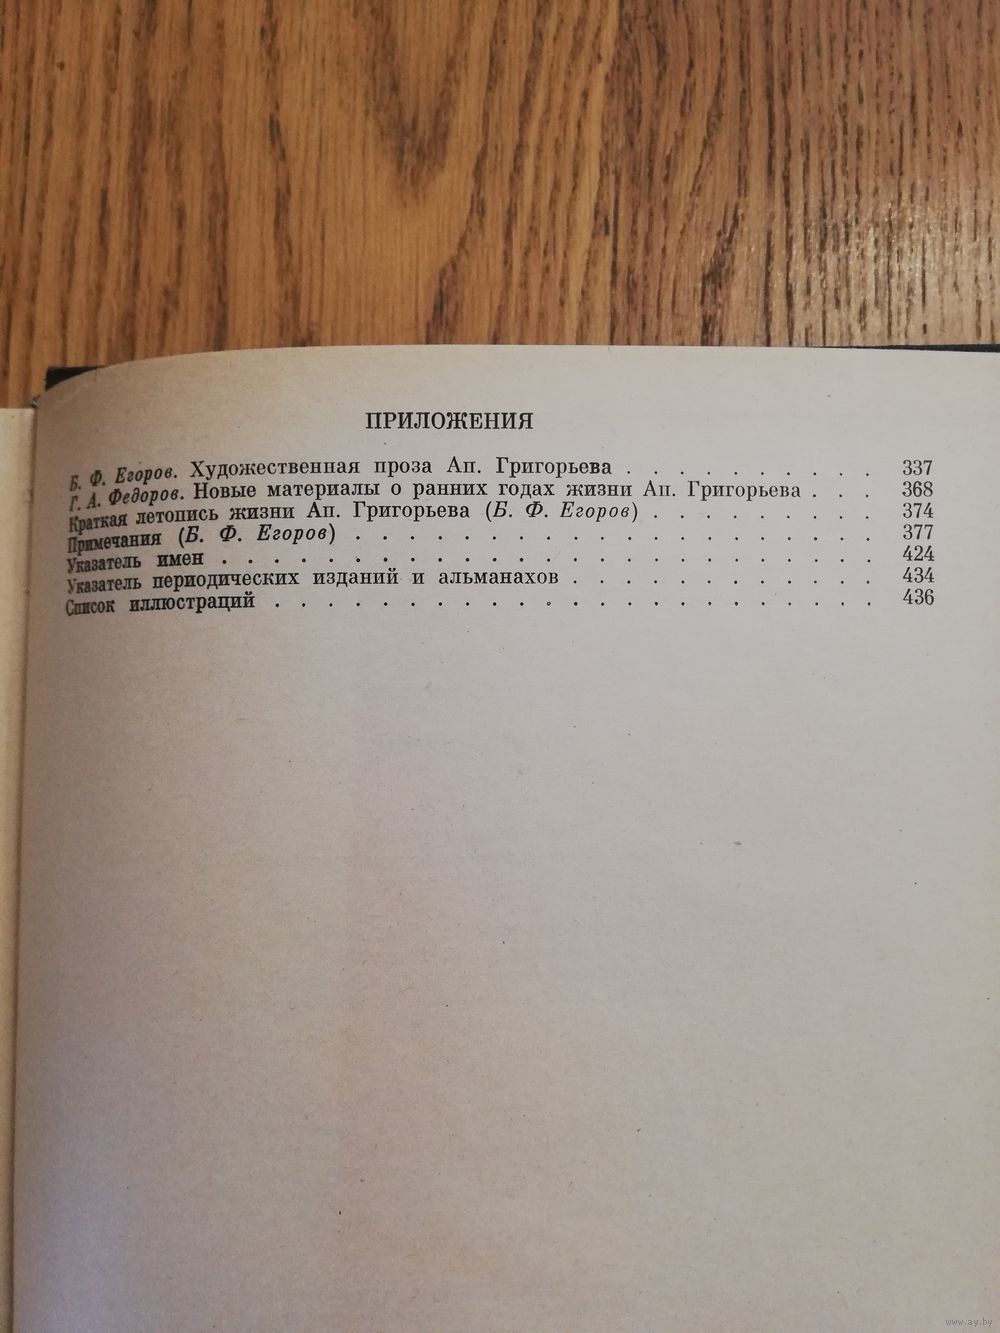 ПРИЛОЖЕНИЯ
Б. Ф. Егоров. Художественная проза Ап. Григорьева . . . . . . . . . . 337
Г. А. Федоров. Новые материалы о ранних годах жизни Ап. Григорьева . . . 368
Краткая летопись жизни Ап. Григорьева (Б. Ф. Егоров) . . . . . . . . . 374
Примечания (Б. Ф. Егоров) . . . . . . . . . . . . . . . . . . . . 377
Указатель имен . . . . . . . . . . . . . . . . . . . . . . . . . 424
Указатель периодических изданий и альманахов . . . . . . . . . . . . 434
Список иллюстраций . . . . . . . . . . . . . . . . . . . . . . . 436
www.ay.by